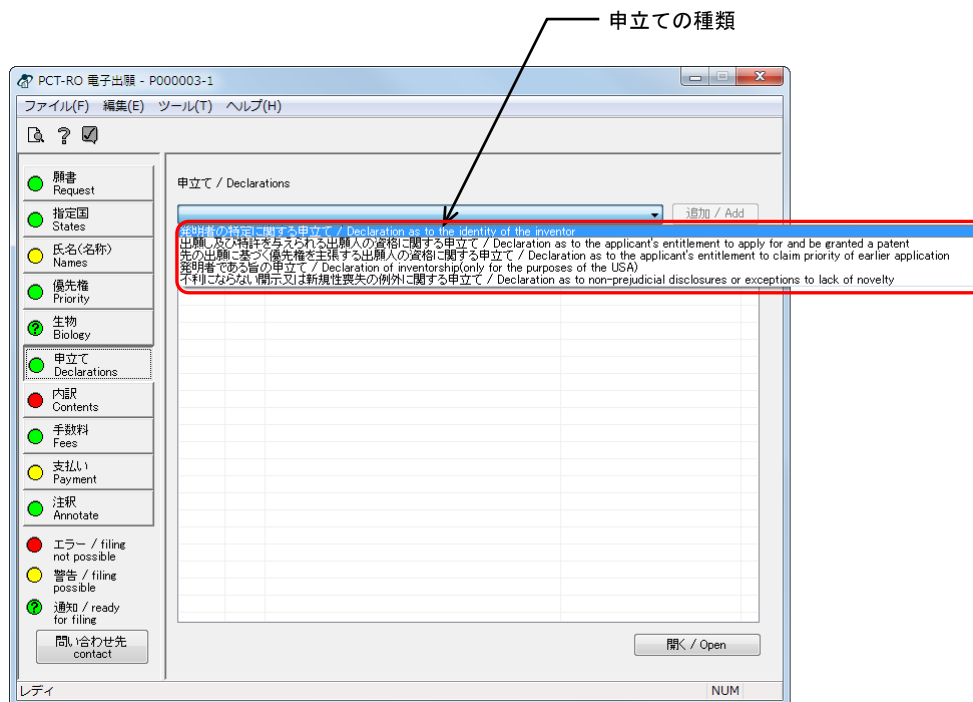 申立ての種類
PCT-RO 電子出願 - P000003-1
ファイル(F) 編集(E) ツール(T) ヘルプ(H)
願書
Request
指定国
States
氏名(名称)
Names
優先権
Priority
生物
Biology
申立て
Declarations
内訳
Contents
手数料
Fees
支払い
Payment
注釈
Annotate
エラー / filing
not possible
警告 / filing
possible
通知 / ready
for filing
問い合わせ先
contact
申立て / Declarations
追加 / Add
発明者の特定に関する申立て / Declaration as to the identity of the inventor
出願し及び特許を与えられる出願人の資格に関する申立て / Declaration as to the applicant's entitlement to apply for and be granted a patent
先の出願に基づく優先権を主張する出願人の資格に関する申立て / Declaration as to the applicant's entitlement to claim priority of earlier application
発明者である旨の申立て / Declaration of inventorship(only for the purposes of the USA)
不利にならない開示又は新規性喪失の例外に関する申立て / Declaration as to non-prejudicial disclosures or exceptions to lack of novelty
開く / Open
レディ
NUM